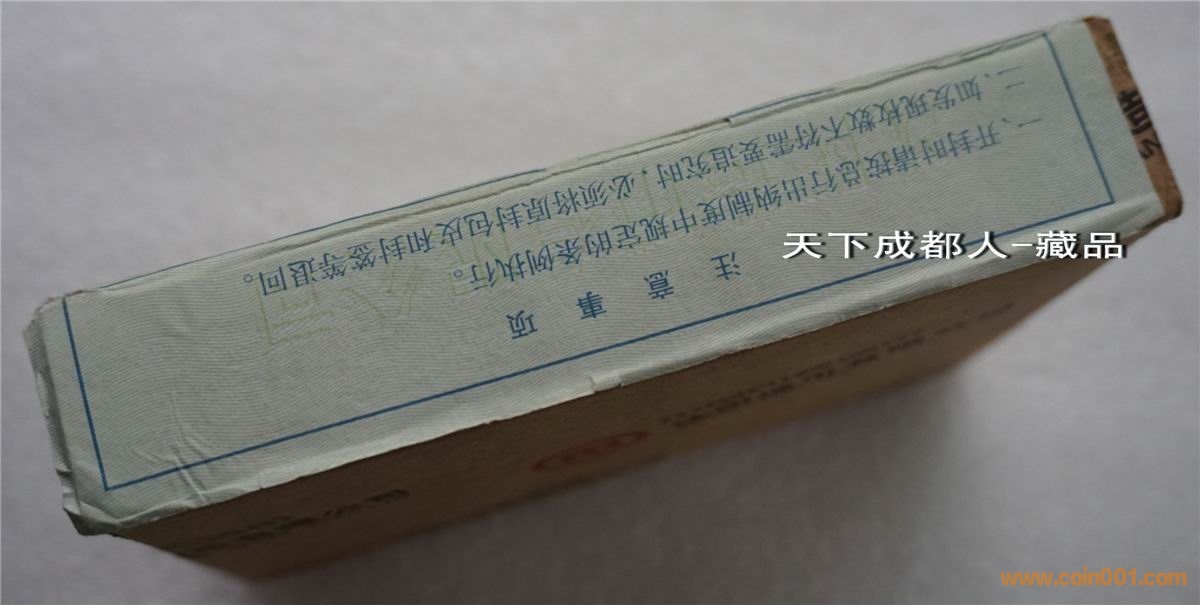 注意事项
一、开封时请按总行出纳制度中规定的条例执行。
二、如发现枚数不符需要追究时，必须将原封包皮和封签等退回。
天下成都人-藏品
www.coin001.com